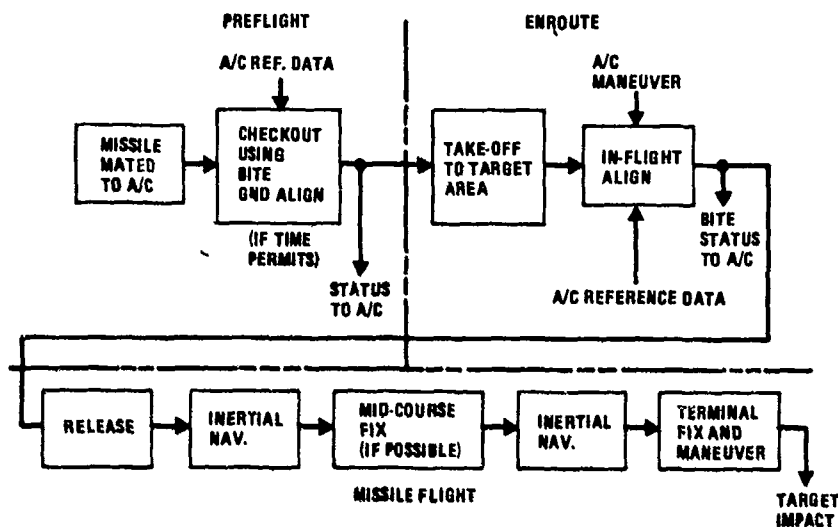 PREFLIGHT
ENROUTE
A/C REF. DATA
A/C
MANEUVER
MISSILE
MATED
TO A/C
CHECKOUT
USING
BITE
GND ALIGN
(IF TIME
PERMITS)
STATUS
TO A/C
TAKE-OFF
TO TARGET
AREA
IN-FLIGHT
ALIGN
BITE
STATUS
TO A/C
A/C REFERENCE DATA
RELEASE
INERTIAL
NAV.
MID-COURSE
FIX
(IF POSSIBLE)
INERTIAL
NAV.
TERMINAL
FIX AND
MANEUVER
MISSILE FLIGHT
TARGET
IMPACT